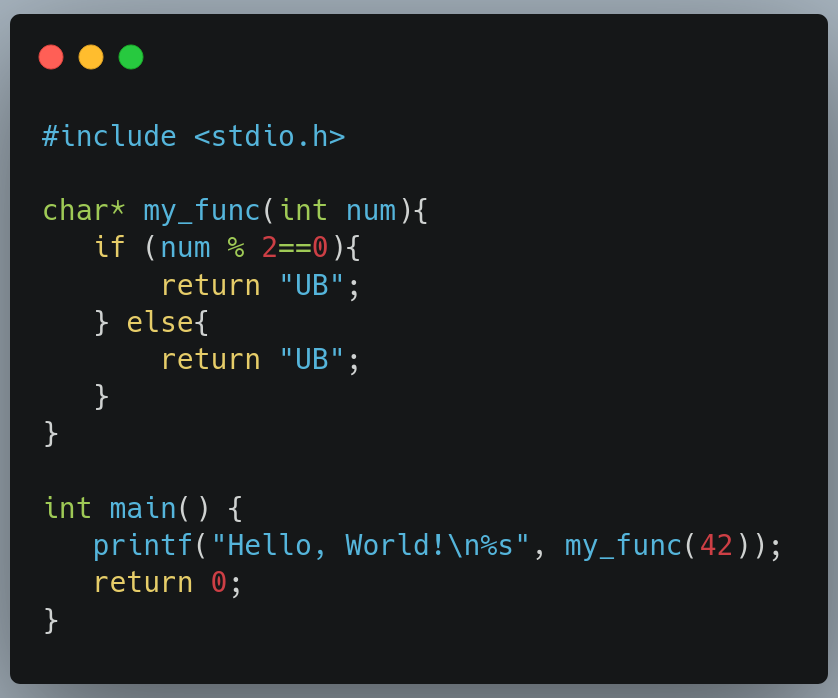 #include <stdio.h>
char* my_func(int num){
if (num % 2==0){
return "UB";
} else{
return "UB";
}
}
int main() {
printf("Hello, World!\n%s", my_func(42));
return 0;
}